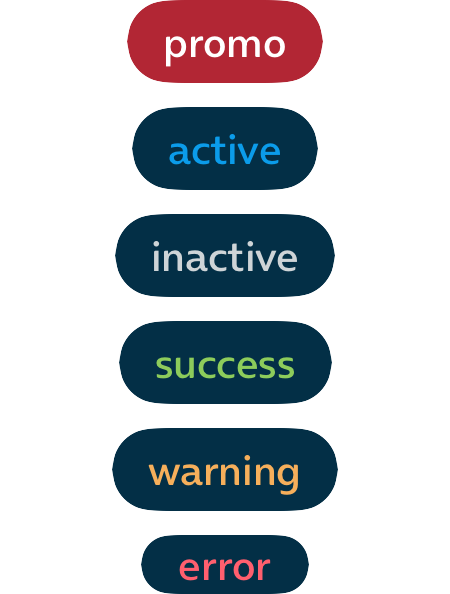 promo
active
inactive
success
warning
error